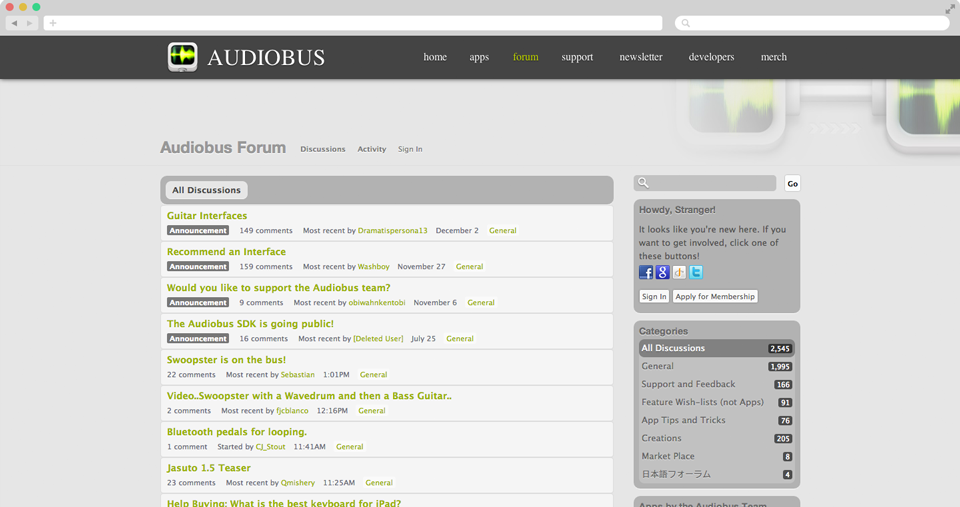 AUDIOBUS
home apps forum support newsletter developers merch
Audiobus Forum Discussions Activity Sign In
All Discussions
Guitar Interfaces
Announcement 149 comments Most recent by Dramatispersona13 December 2 General
Recommend an Interface
Announcement 159 comments Most recent by Washboy November 27 General
Would you like to support the Audiobus team?
Announcement 9 comments Most recent by obiwahnkentobi November 6 General
The Audiobus SDK is going public!
Announcement 16 comments Most recent by [Deleted User] July 25 General
Swoopster is on the bus!
22 comments Most recent by Sebastian 1:01PM General
Video..Swoopster with a Wavedrum and then a Bass Guitar..
2 comments Most recent by fjcblanco 12:16PM General
Bluetooth pedals for looping.
1 comment Started by CJ_Stout 11:41AM General
Jasuto 1.5 Teaser
23 comments Most recent by Qmishery 11:25AM General
Help Buying: What is the best keyboard for iPad?
Go
Howdy, Stranger!
It looks like you're new here. If you
want to get involved, click one of
these buttons!
Sign In Apply for Membership
Categories
All Discussions 2,545
General 1,995
Support and Feedback 166
Feature Wish-lists (not Apps) 91
App Tips and Tricks 76
Creations 205
Market Place 8
日本語フォーラム 4
Apps by the Audiobus Team